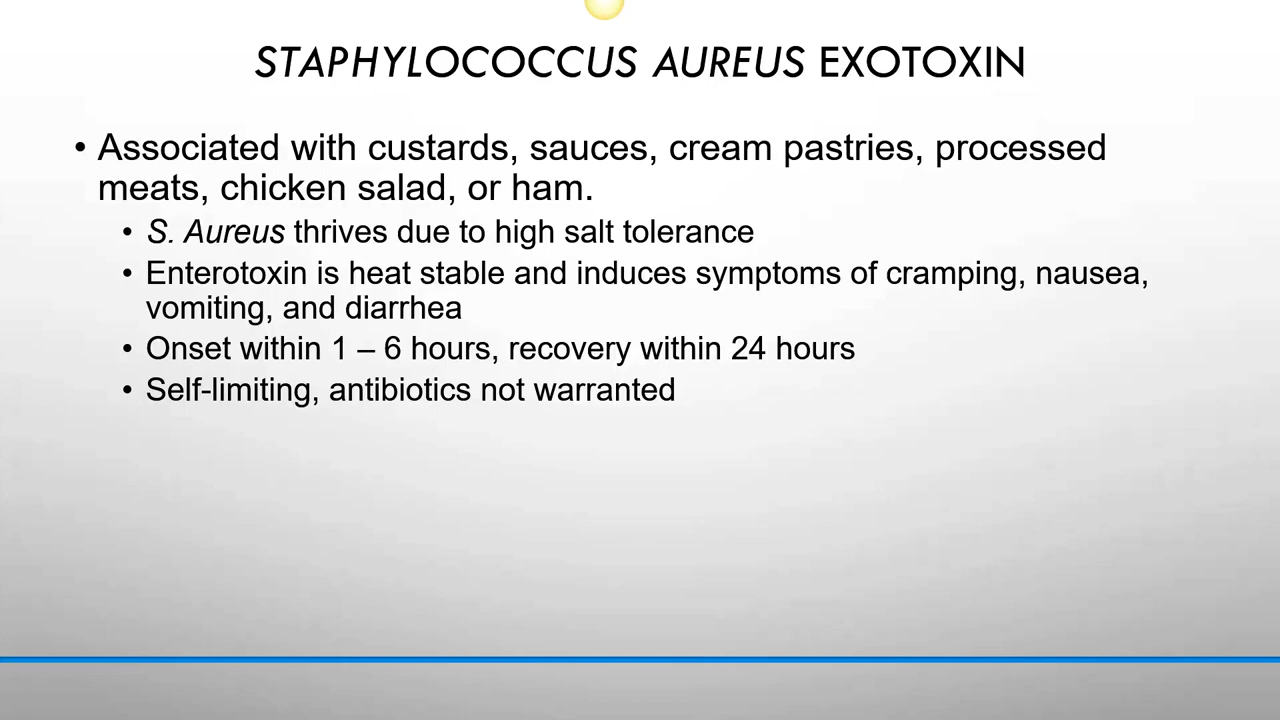 STAPHYLOCOCCUS AUREUS EXOTOXIN
• Associated with custards, sauces, cream pastries, processed
meats, chicken salad, or ham.
• S. Aureus thrives due to high salt tolerance
• Enterotoxin is heat stable and induces symptoms of cramping, nausea,
vomiting, and diarrhea
• Onset within 1 – 6 hours, recovery within 24 hours
• Self-limiting, antibiotics not warranted